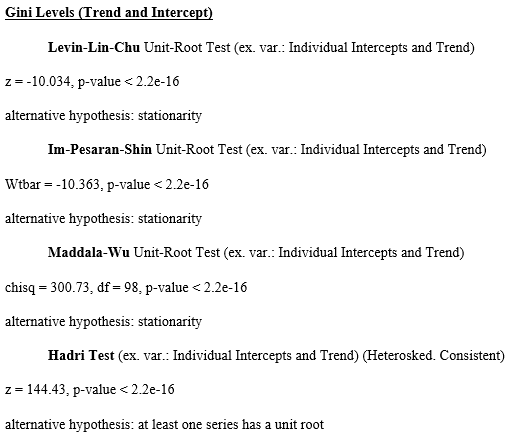 Gini Levels (Trend and Intercept)
Levin-Lin-Chu Unit-Root Test (ex. var.: Individual Intercepts and Trend)
z = -10.034, p-value < 2.2e-16
alternative hypothesis: stationarity
Im-Pesaran-Shin Unit-Root Test (ex. var.: Individual Intercepts and Trend)
Wtbar = -10.363, p-value < 2.2e-16
alternative hypothesis: stationarity
Maddala-Wu Unit-Root Test (ex. var.: Individual Intercepts and Trend)
chisq = 300.73, df = 98, p-value < 2.2e-16
alternative hypothesis: stationarity
Hadri Test (ex. var.: Individual Intercepts and Trend) (Heterosked. Consistent)
z = 144.43, p-value < 2.2e-16
alternative hypothesis: at least one series has a unit root